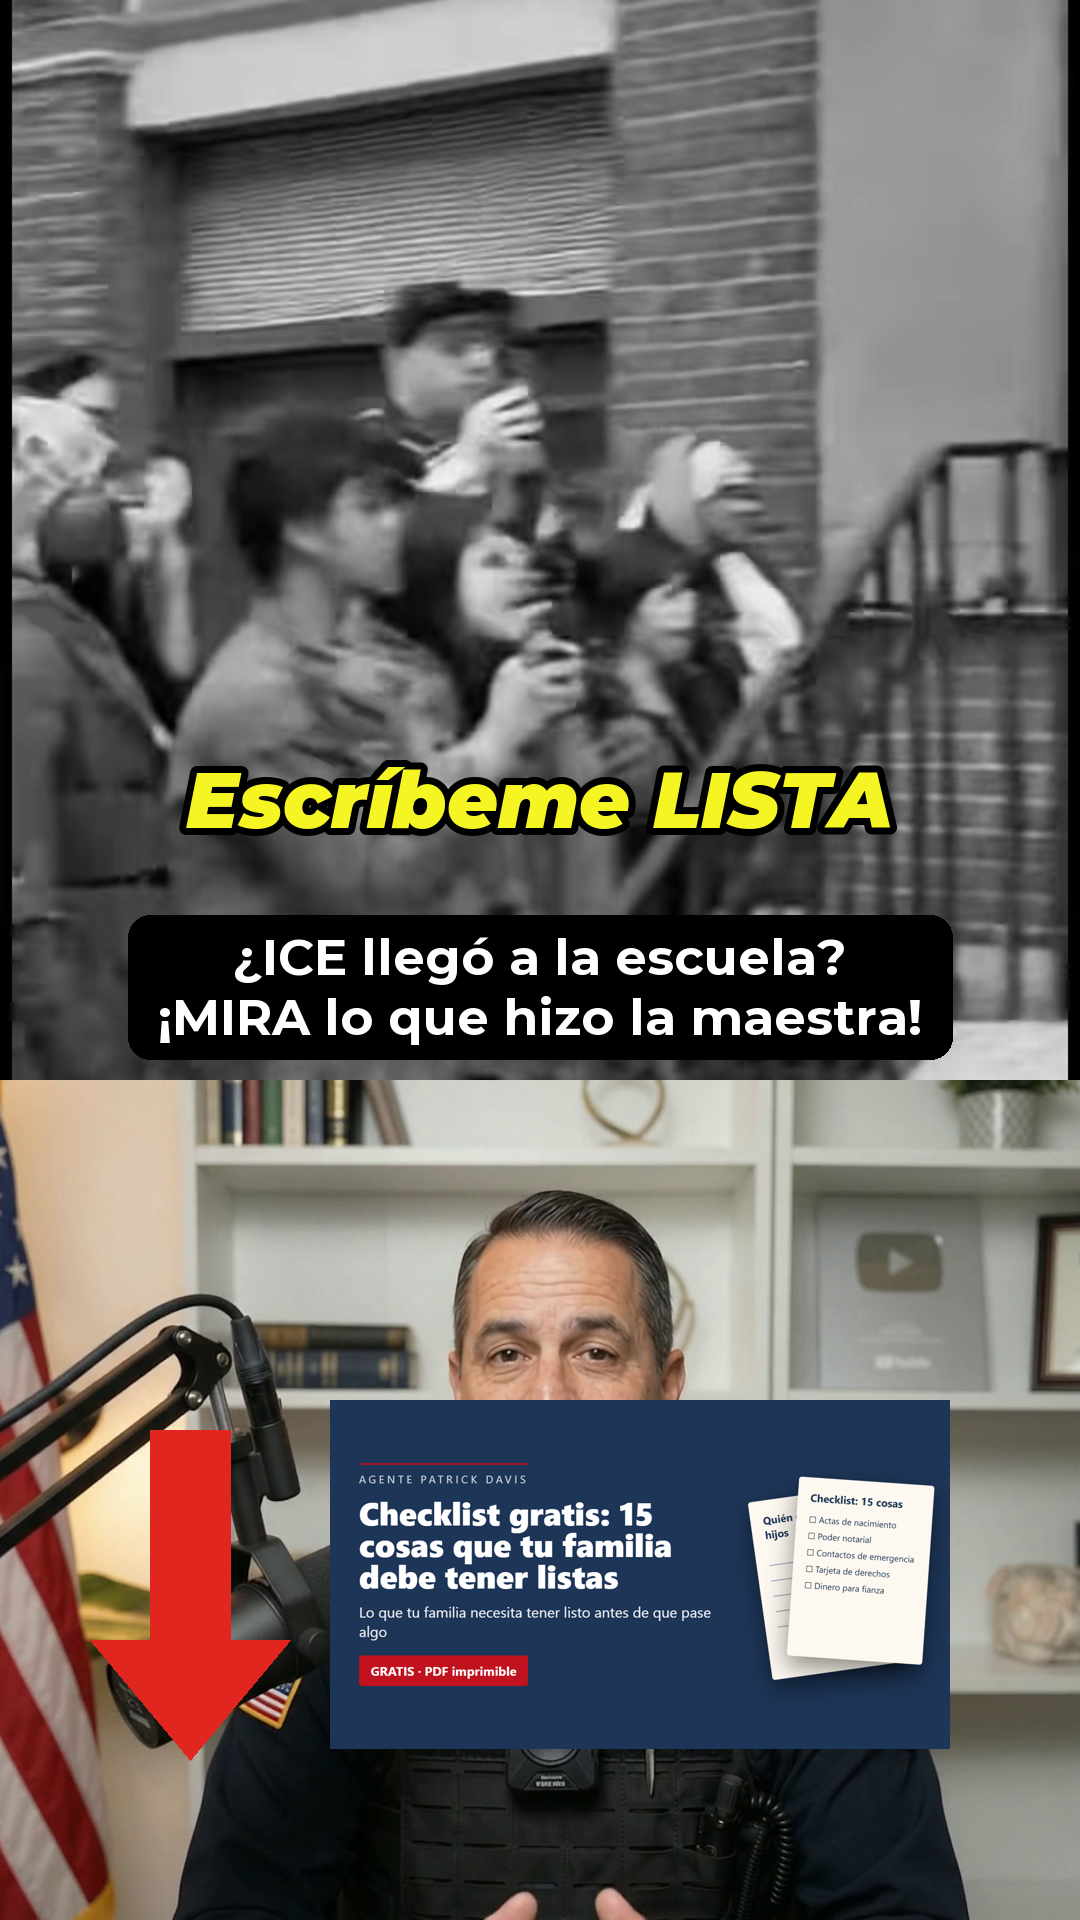 Escríbeme LISTA
¿ICE llegó a la escuela?
¡MIRA lo que hizo la maestra!
AGENTE PATRICK DAVIS
Checklist gratis: 15
cosas que tu familia
debe tener listas
Lo que tu familia necesita tener listo antes de que pase
algo
GRATIS · PDF imprimible
Quién
hijos
Checklist: 15 cosas
☐ Actas de nacimiento
☐ Poder notarial
☐ Contactos de emergencia
☐ Tarjeta de derechos
☐ Dinero para fianza